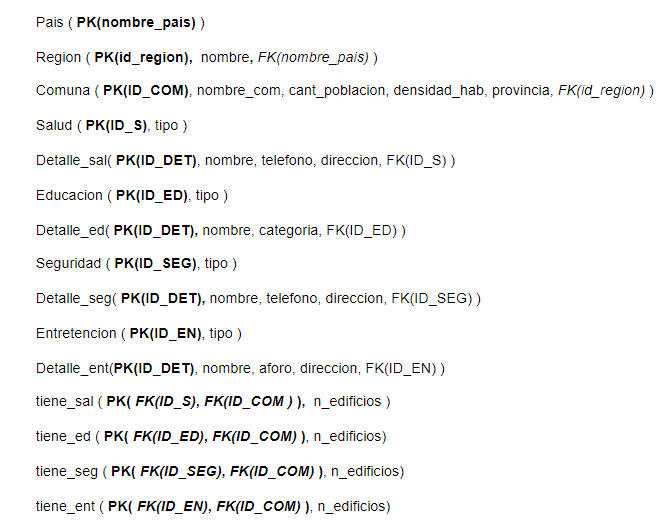 Pais ( PK(nombre_pais) )
Region ( PK(id_region), nombre, FK(nombre_pais) )
Comuna ( PK(ID_COM), nombre_com, cant_poblacion, densidad_hab, provincia, FK(id_region) )
Salud ( PK(ID_S), tipo )
Detalle_sal( PK(ID_DET), nombre, telefono, direccion, FK(ID_S) )
Educacion ( PK(ID_ED), tipo )
Detalle_ed( PK(ID_DET), nombre, categoria, FK(ID_ED) )
Seguridad ( PK(ID_SEG), tipo )
Detalle_seg( PK(ID_DET), nombre, telefono, direccion, FK(ID_SEG) )
Entretencion ( PK(ID_EN), tipo )
Detalle_ent(PK(ID_DET), nombre, aforo, direccion, FK(ID_EN) )
tiene_sal ( PK( FK(ID_S), FK(ID_COM ) ), n_edificios )
tiene_ed ( PK( FK(ID_ED), FK(ID_COM) ), n_edificios)
tiene_seg ( PK( FK(ID_SEG), FK(ID_COM) ), n_edificios)
tiene_ent ( PK( FK(ID_EN), FK(ID_COM) ), n_edificios)